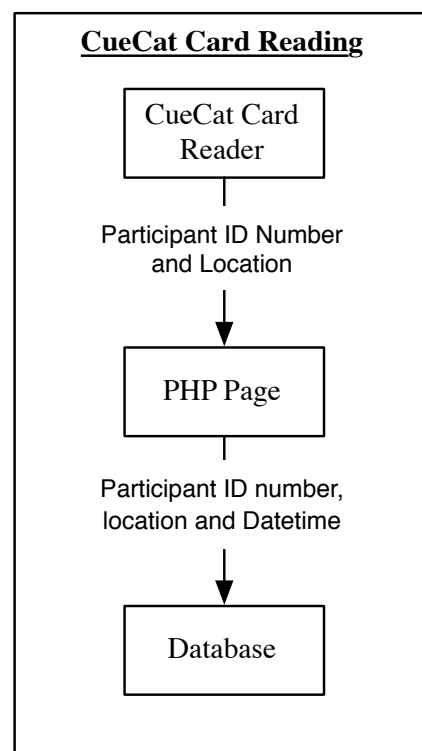 CueCat Card Reading
CueCat Card
Reader
Participant ID Number
and Location
PHP Page
Participant ID number,
location and Datetime
Database